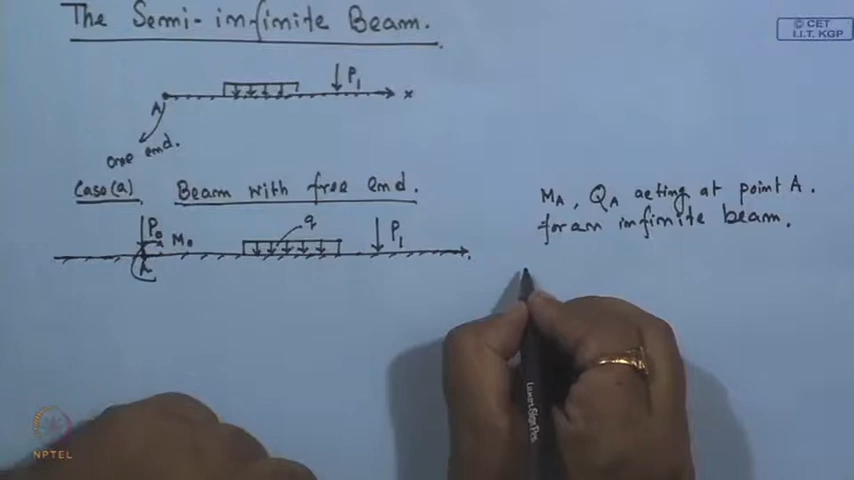 The Semi-infinite Beam.
© CET
I.I.T. KGP
P1
A
x
one end.
Case(a) Beam with free end.
MA, QA acting at point A.
for an infinite beam.
P0
M0
q
P1
A
NPTEL